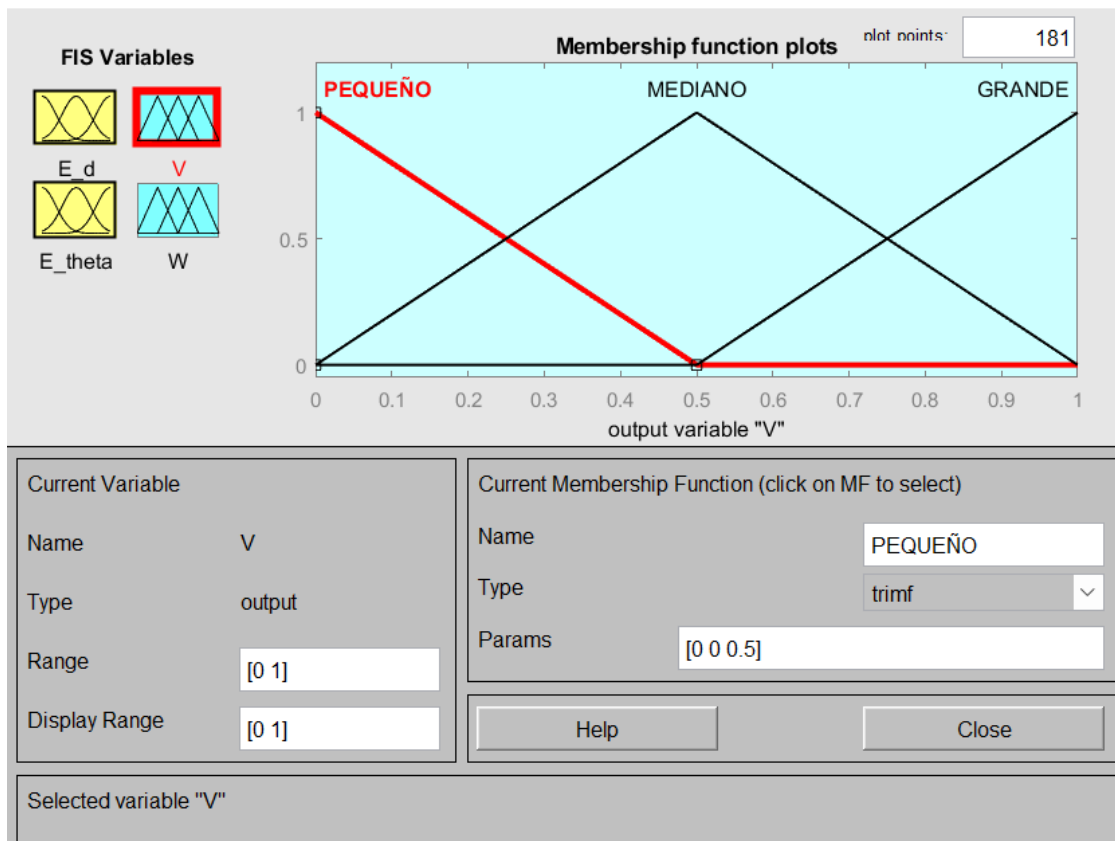 FIS Variables
E_d
V
E_theta
W
Membership function plots
plot points:
181
PEQUEÑO
MEDIANO
GRANDE
1
0.5
0
0 0.1 0.2 0.3 0.4 0.5 0.6 0.7 0.8 0.9 1
output variable "V"
Current Variable
Name V
Type output
Range [0 1]
Display Range [0 1]
Current Membership Function (click on MF to select)
Name PEQUEÑO
Type trimf
Params [0 0 0.5]
Help
Close
Selected variable "V"